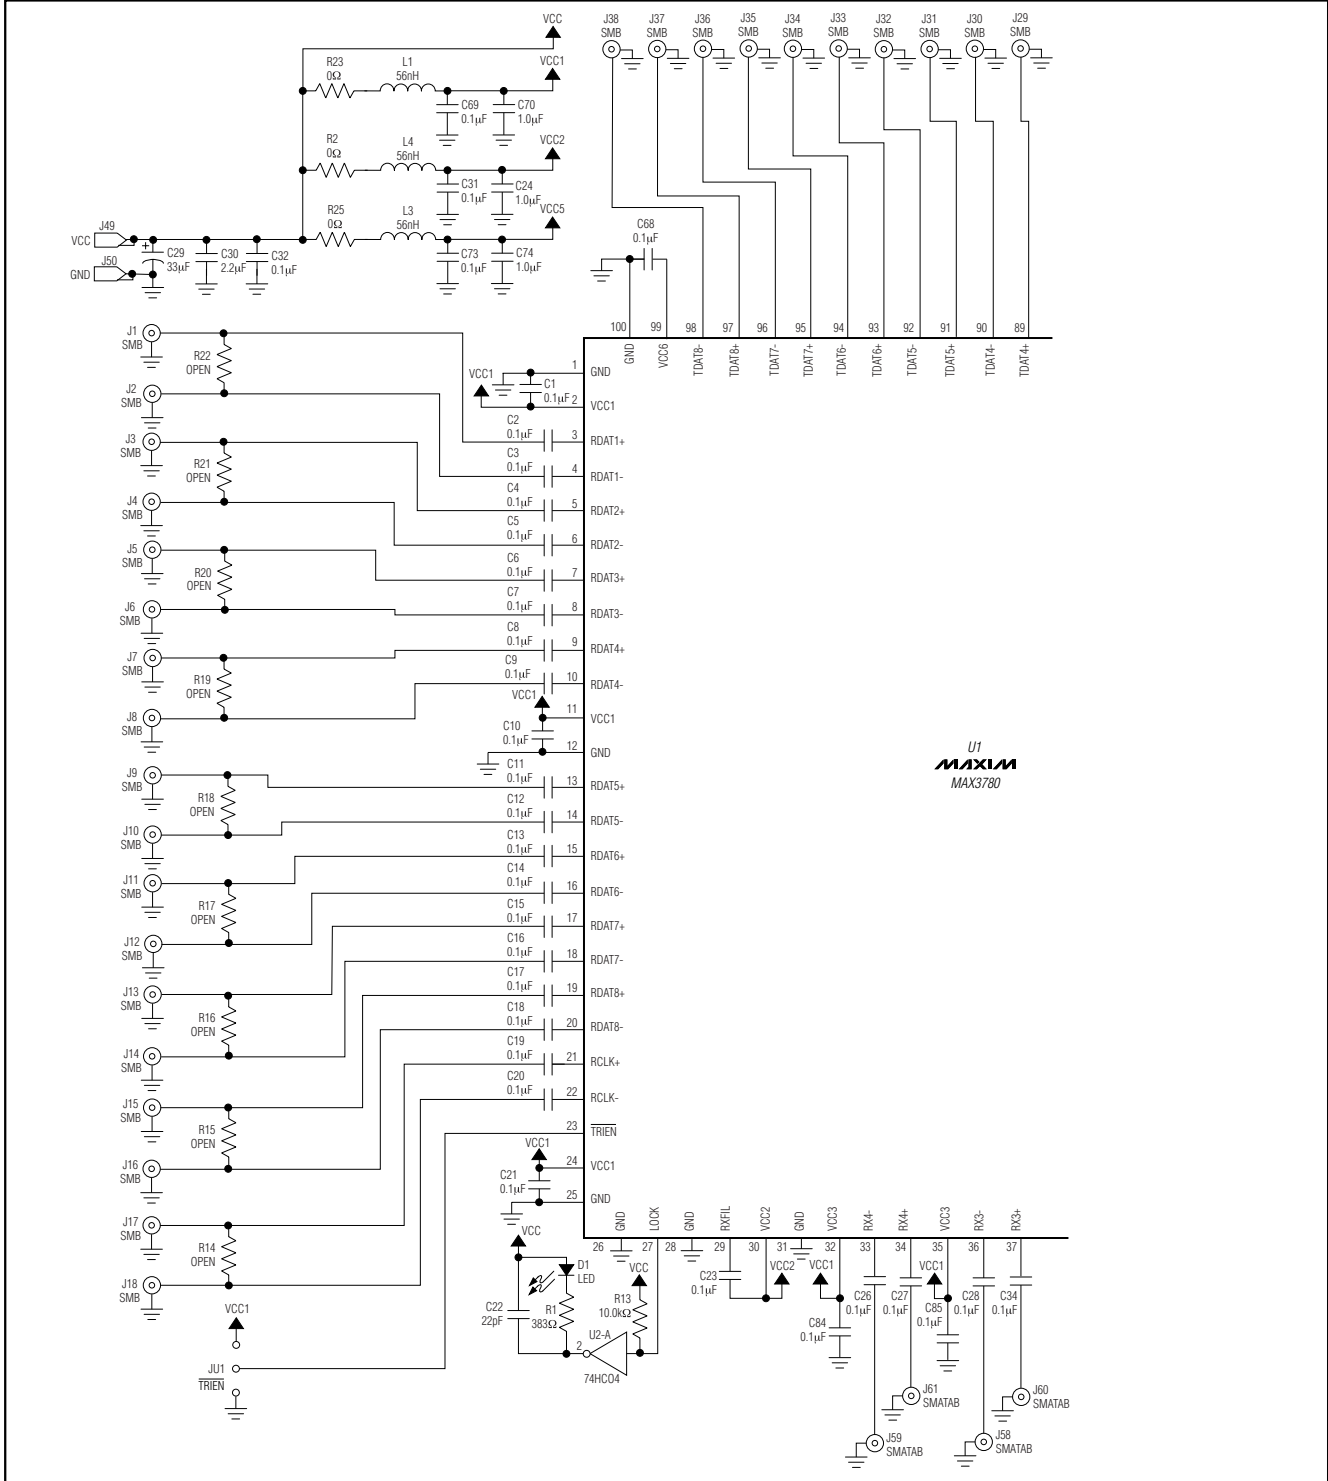 VCC
J38 SMB
J37 SMB
J36 SMB
J35 SMB
J34 SMB
J33 SMB
J32 SMB
J31 SMB
J30 SMB
J29 SMB
R23 0Ω
L1 56nH
VCC1
C69 0.1µF
C70 1.0µF
R2 0Ω
L4 56nH
VCC2
C31 0.1µF
C24 1.0µF
R25 0Ω
L3 56nH
VCC5
C73 0.1µF
C74 1.0µF
J49
VCC
J50
GND
+
C29 33µF
C30 2.2µF
C32 0.1µF
C68 0.1µF
100 99 98 97 96 95 94 93 92 91 90 89
GND VCC6 TDAT8- TDAT8+ TDAT7- TDAT7+ TDAT6- TDAT6+ TDAT5- TDAT5+ TDAT4- TDAT4+
J1 SMB
R22 OPEN
J2 SMB
J3 SMB
R21 OPEN
J4 SMB
J5 SMB
R20 OPEN
J6 SMB
J7 SMB
R19 OPEN
J8 SMB
J9 SMB
R18 OPEN
J10 SMB
J11 SMB
R17 OPEN
J12 SMB
J13 SMB
R16 OPEN
J14 SMB
J15 SMB
R15 OPEN
J16 SMB
J17 SMB
R14 OPEN
J18 SMB
VCC1
JU1
TRIEN
1 GND
VCC1
C1 0.1µF
2 VCC1
C2 0.1µF 3 RDAT1+
C3 0.1µF 4 RDAT1-
C4 0.1µF 5 RDAT2+
C5 0.1µF 6 RDAT2-
C6 0.1µF 7 RDAT3+
C7 0.1µF 8 RDAT3-
C8 0.1µF 9 RDAT4+
C9 0.1µF 10 RDAT4-
VCC1
11 VCC1
C10 0.1µF
12 GND
C11 0.1µF 13 RDAT5+
C12 0.1µF 14 RDAT5-
C13 0.1µF 15 RDAT6+
C14 0.1µF 16 RDAT6-
C15 0.1µF 17 RDAT7+
C16 0.1µF 18 RDAT7-
C17 0.1µF 19 RDAT8+
C18 0.1µF 20 RDAT8-
C19 0.1µF 21 RCLK+
C20 0.1µF 22 RCLK-
23 TRIEN
VCC1
24 VCC1
C21 0.1µF
25 GND
U1
MAXIM
MAX3780
GND LOCK GND RXFIL VCC2 GND VCC3 RX4- RX4+ VCC3 RX3- RX3+
26 27 28 29 30 31 32 33 34 35 36 37
VCC
D1 LED
C22 22pF
R1 383Ω
VCC
R13 10.0kΩ
2
U2-A
74HC04
C23 0.1µF
VCC2
VCC1
C84 0.1µF
C26 0.1µF
C27 0.1µF
VCC1
C85 0.1µF
C28 0.1µF
C34 0.1µF
J61 SMATAB
J60 SMATAB
J59 SMATAB
J58 SMATAB